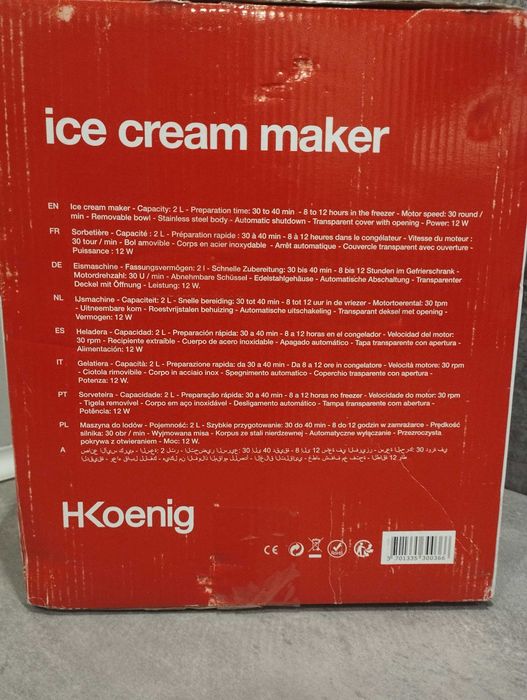 ice cream maker
EN Ice cream maker - Capacity: 2 L - Preparation time: 30 to 40 min - 8 to 12 hours in the freezer - Motor speed: 30 round /
min - Removable bowl - Stainless steel body - Automatic shutdown - Transparent cover with opening - Power: 12 W
FR Sorbetière - Capacité : 2 L - Préparation rapide : 30 à 40 min - 8 à 12 heures dans le congélateur - Vitesse du moteur :
30 tour / min - Bol amovible - Corps en acier inoxydable - Arrêt automatique - Couvercle transparent avec ouverture -
Puissance : 12 W
DE Eismaschine - Fassungsvermögen: 2 l - Schnelle Zubereitung: 30 bis 40 min - 8 bis 12 Stunden im Gefrierschrank -
Motordrehzahl: 30 U / min - Abnehmbare Schüssel - Edelstahlgehäuse - Automatische Abschaltung - Transparenter
Deckel mit Öffnung - Leistung: 12 W.
NL IJsmachine - Capaciteit: 2 L - Snelle bereiding: 30 tot 40 min - 8 tot 12 uur in de vriezer - Motortoerental: 30 rpm
- Uitneembare kom - Roestvrijstalen behuizing - Automatische uitschakeling - Transparant deksel met opening -
Vermogen: 12 W
ES Heladera - Capacidad: 2 L - Preparación rápida: 30 a 40 min - 8 a 12 horas en el congelador - Velocidad del motor:
30 rpm - Recipiente extraíble - Cuerpo de acero inoxidable - Apagado automático - Tapa transparente con apertura -
Alimentación: 12 W
IT Gelatiera - Capacità: 2 L - Preparazione rapida: da 30 a 40 min - Da 8 a 12 ore in congelatore - Velocità motore: 30 rpm
- Ciotola rimovibile - Corpo in acciaio inox - Spegnimento automatico - Coperchio trasparente con apertura -
Potenza: 12 W.
PT Sorveteira - Capacidade: 2 L - Preparação rápida: 30 a 40 min - 8 a 12 horas no freezer - Velocidade do motor: 30 rpm
- Tigela removível - Corpo em aço inoxidável - Desligamento automático - Tampa transparente com abertura -
Potência: 12 W
PL Maszyna do lodów - Pojemność: 2 L - Szybkie przygotowanie: 30 do 40 min - 8 do 12 godzin w zamrażarce - Prędkość
silnika: 30 obr / min - Wyjmowana misa - Korpus ze stali nierdzewnej - Automatyczne wyłączanie - Przezroczysta
pokrywa z otwieraniem - Moc: 12 W.
A
H.Koenig
CE
3 701335 300366